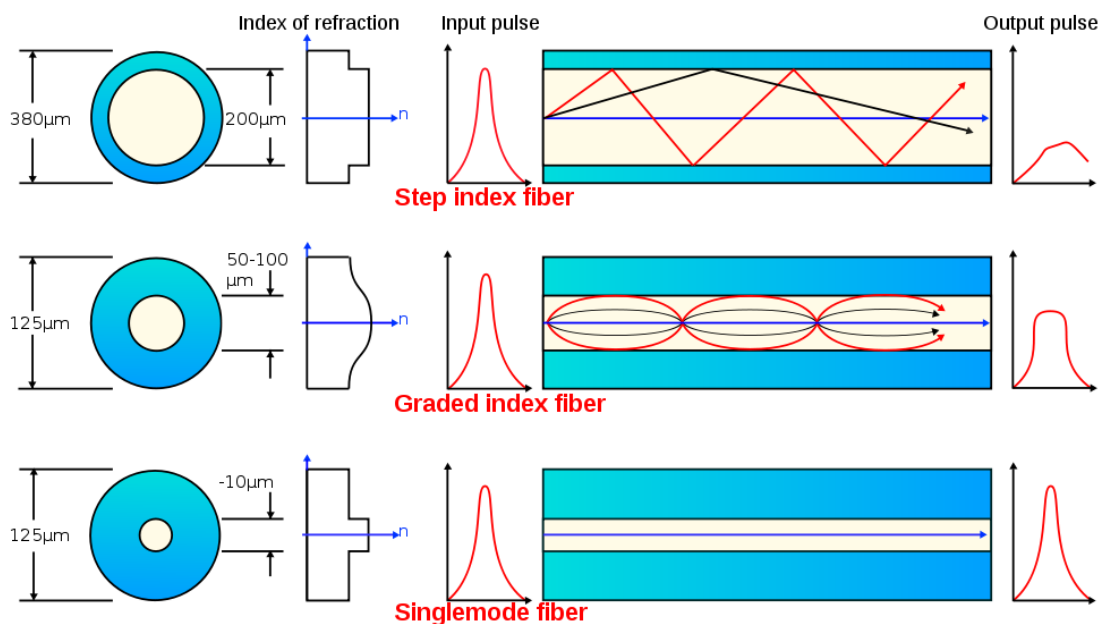 Index of refraction
Input pulse
Output pulse
380µm
200µm
n
Step index fiber
50-100
µm
125µm
n
Graded index fiber
-10µm
125µm
n
Singlemode fiber